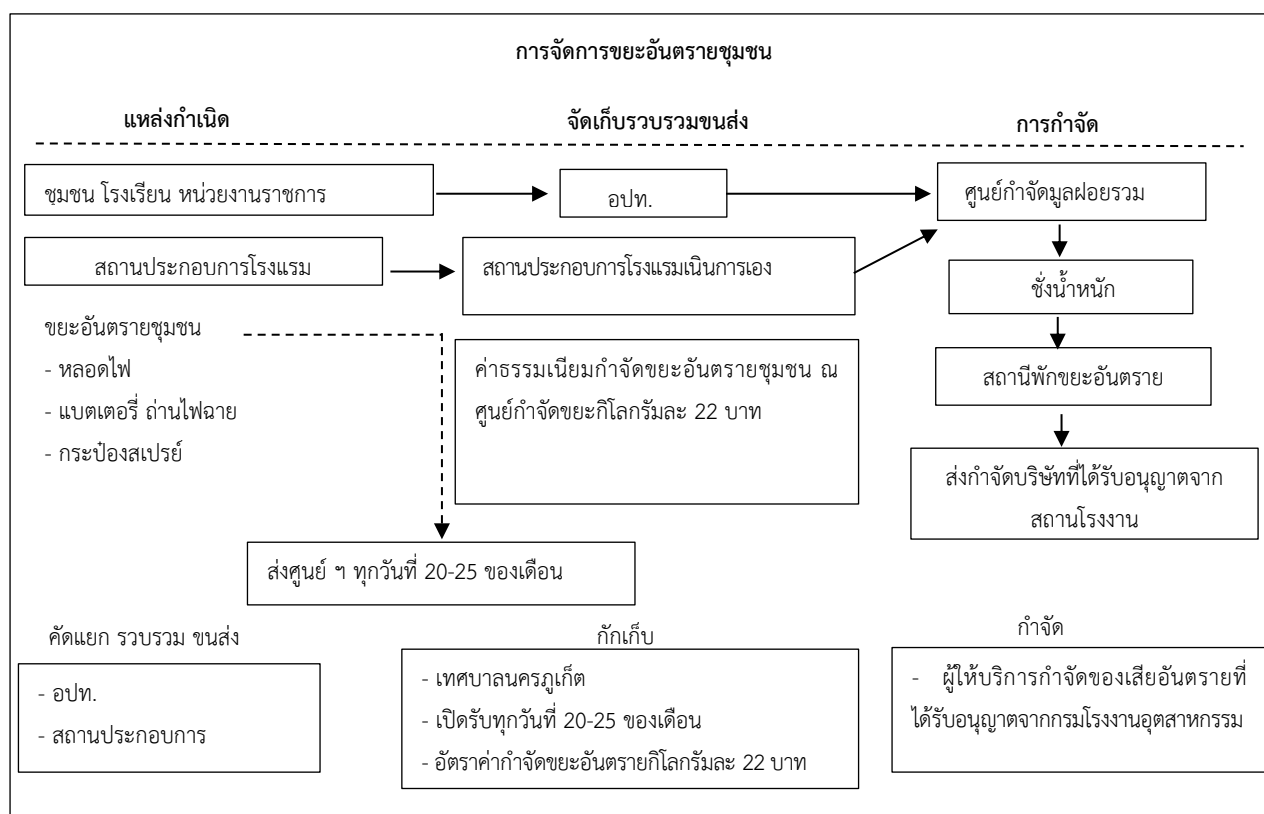 การจัดการขยะอันตรายชุมชน
แหล่งกำเนิด
จัดเก็บรวบรวมขนส่ง
การกำจัด
ชุมชน โรงเรียน หน่วยงานราชการ
อปท.
ศูนย์กำจัดมูลฝอยรวม
สถานประกอบการโรงแรม
สถานประกอบการโรงแรมเนินการเอง
ชั่งน้ำหนัก
ขยะอันตรายชุมชน
- หลอดไฟ
- แบตเตอรี่ ถ่านไฟฉาย
- กระป๋องสเปรย์
ค่าธรรมเนียมกำจัดขยะอันตรายชุมชน ณ
ศูนย์กำจัดขยะกิโลกรัมละ 22 บาท
สถานีพักขยะอันตราย
ส่งกำจัดบริษัทที่ได้รับอนุญาตจาก
สถานโรงงาน
ส่งศูนย์ ฯ ทุกวันที่ 20-25 ของเดือน
คัดแยก รวบรวม ขนส่ง
- อปท.
- สถานประกอบการ
กักเก็บ
- เทศบาลนครภูเก็ต
- เปิดรับทุกวันที่ 20-25 ของเดือน
- อัตราค่ากำจัดขยะอันตรายกิโลกรัมละ 22 บาท
กำจัด
- ผู้ให้บริการกำจัดของเสียอันตรายที่
ได้รับอนุญาตจากกรมโรงงานอุตสาหกรรม